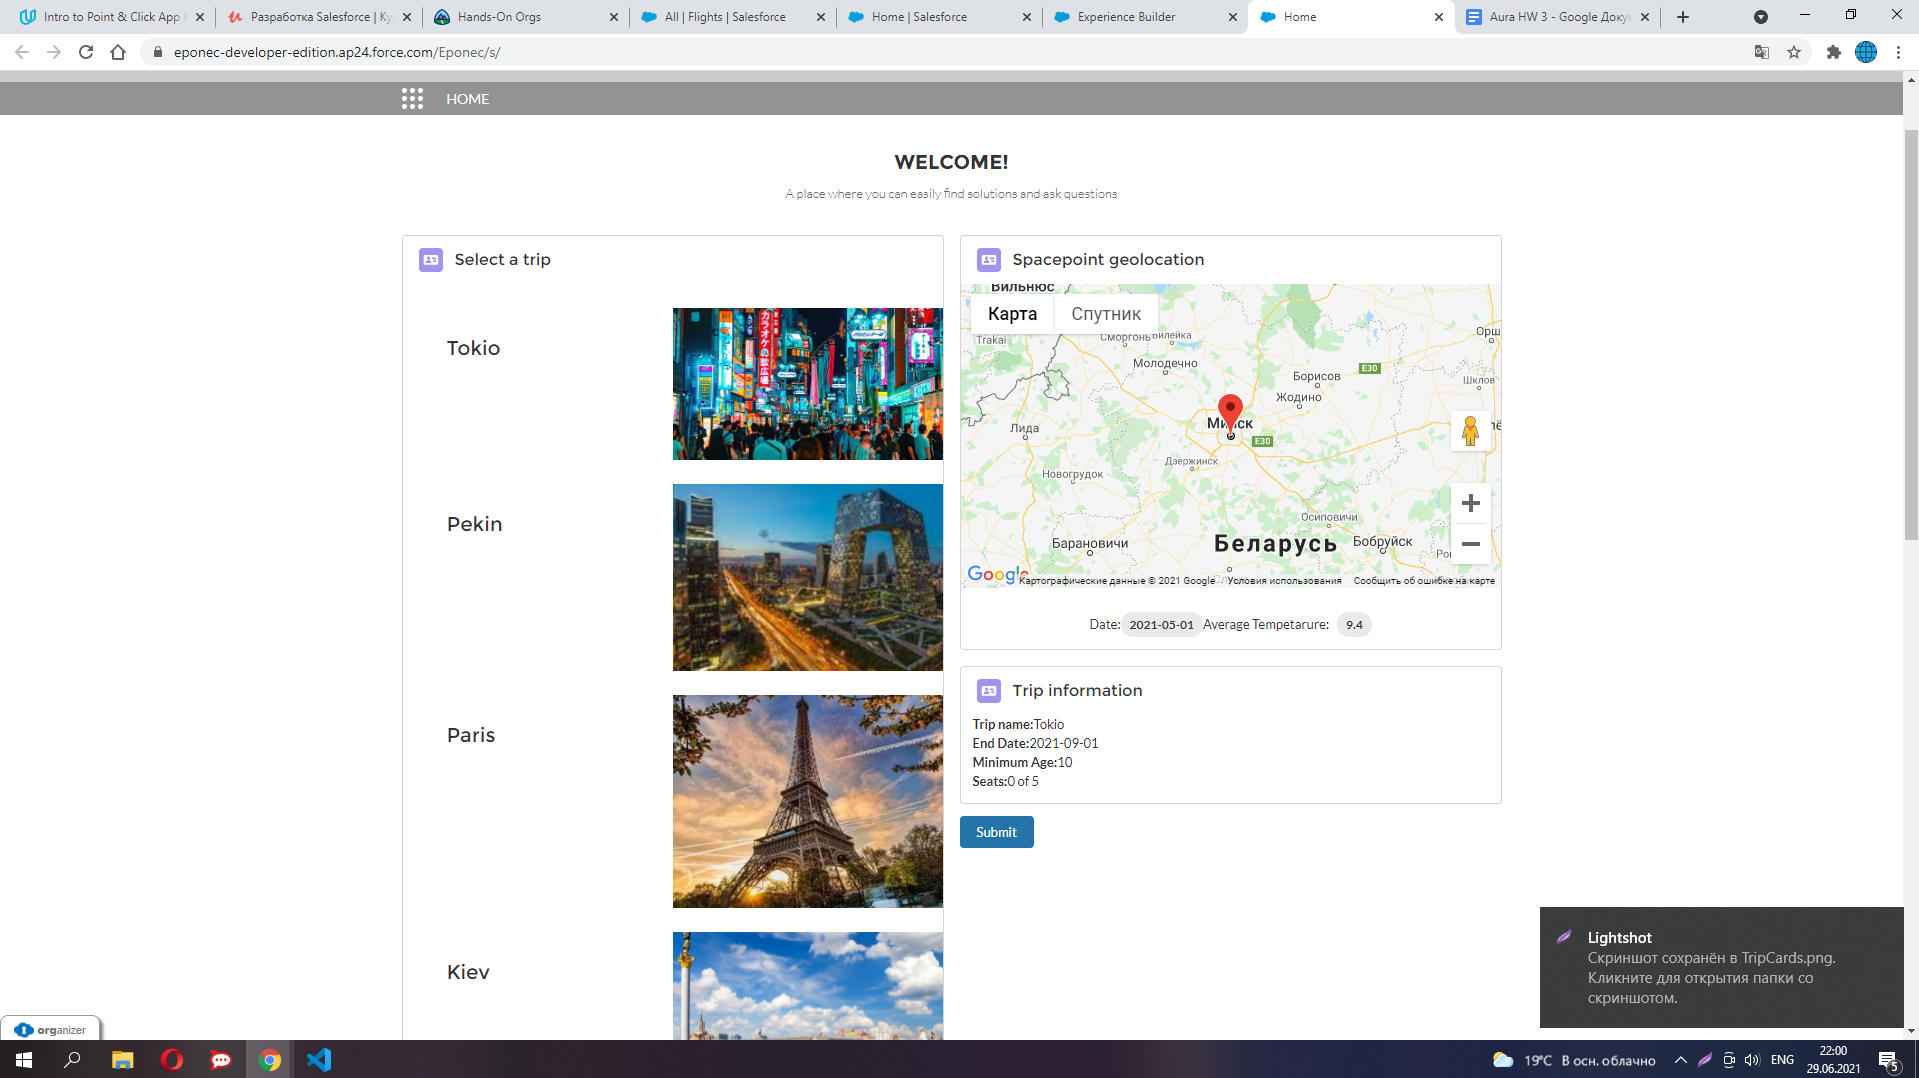 Intro to Point & Click App
Разработка Salesforce | Ку
Hands-On Orgs
All | Flights | Salesforce
Home | Salesforce
Experience Builder
Home
Aura HW 3 - Google Доку
eponec-developer-edition.ap24.force.com/Eponec/s/
HOME
WELCOME!
A place where you can easily find solutions and ask questions
Select a trip
Tokio
Pekin
Paris
Kiev
Spacepoint geolocation
Вильнюс
Карта
Спутник
Trakai
Сморгонь
Вилейка
Орш
Молодечно
Борисов
E30
Шклов
Жодино
Лида
Минск
E30
Дзержинск
Новогрудок
Осиповичи
Барановичи
Беларусь
Бобруйск
Google
Картографические данные © 2021 Google
Условия использования
Сообщить об ошибке на карте
Date: 2021-05-01 Average Tempetarure: 9.4
Trip information
Trip name:Tokio
End Date:2021-09-01
Minimum Age:10
Seats:0 of 5
Submit
Lightshot
Скриншот сохранён в TripCards.png.
Кликните для открытия папки со
скриншотом.
organizer
19°C В осн. облачно
ENG
22:00
29.06.2021
5